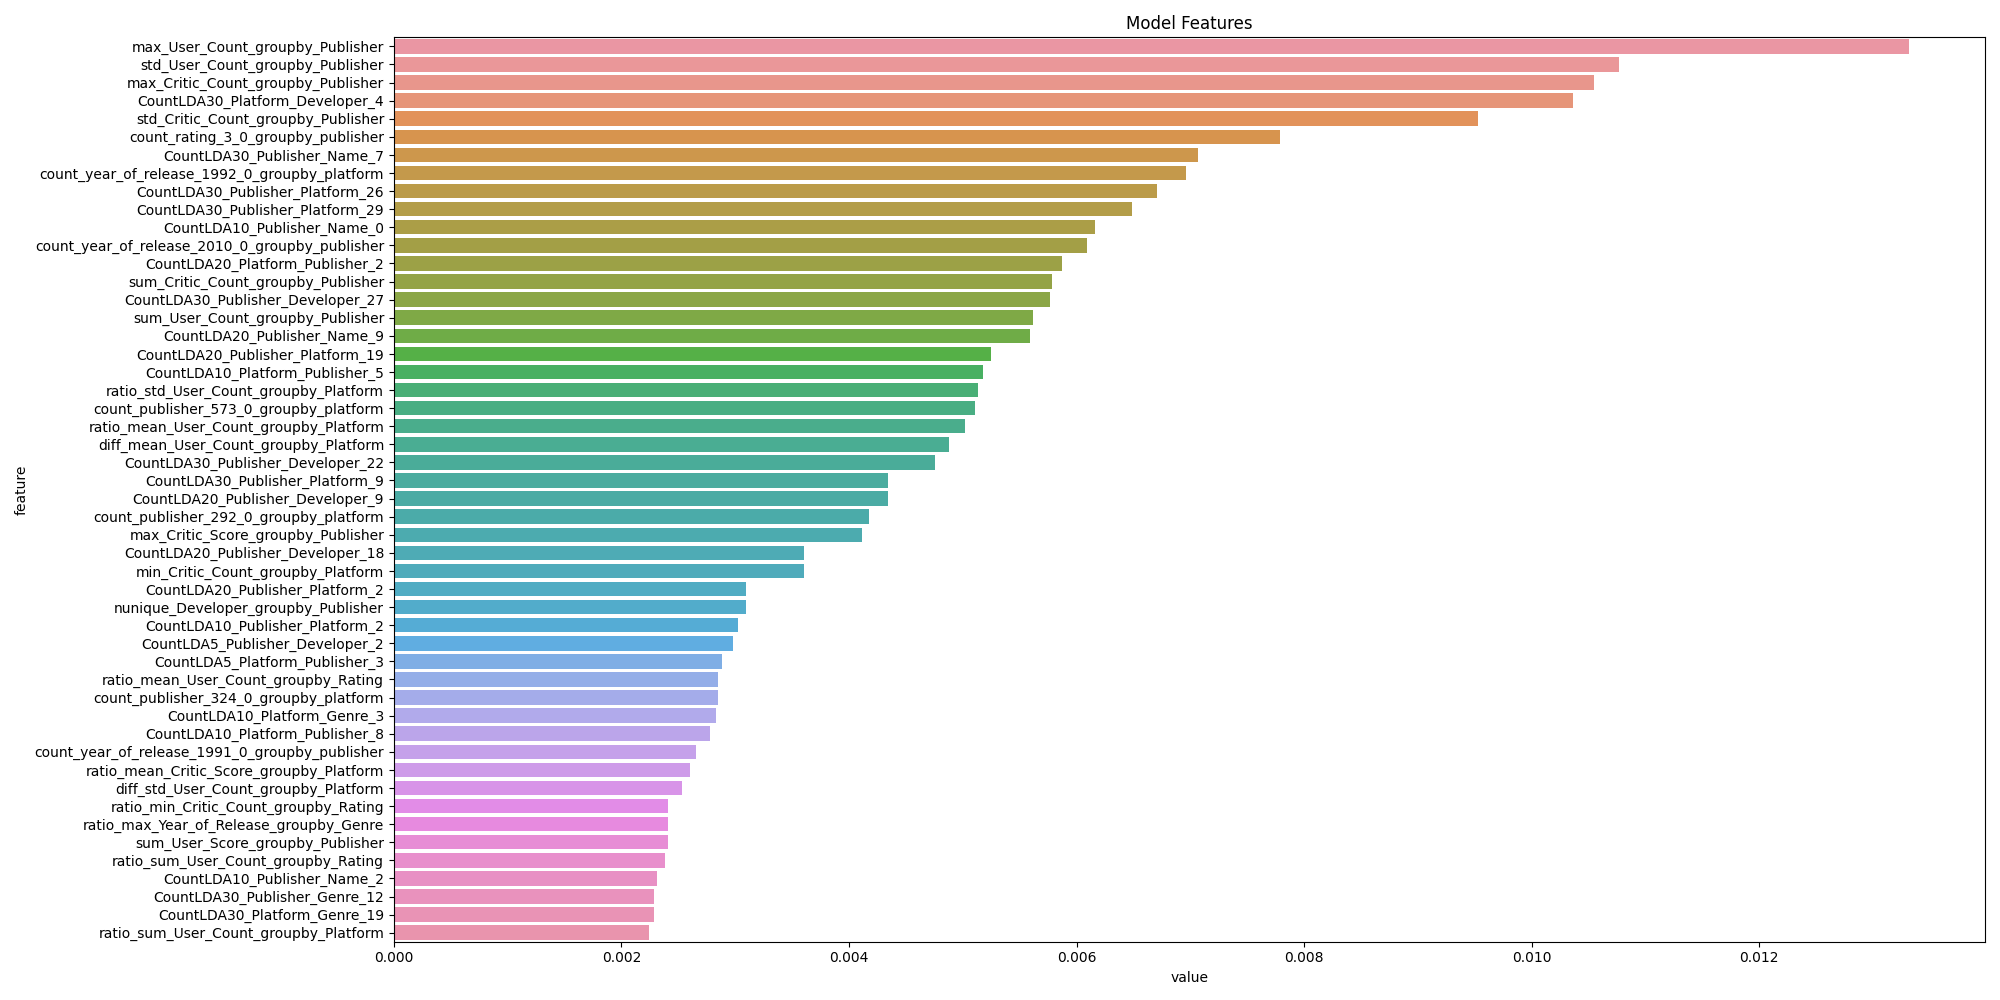 Model Features
max_User_Count_groupby_Publisher
std_User_Count_groupby_Publisher
max_Critic_Count_groupby_Publisher
CountLDA30_Platform_Developer_4
std_Critic_Count_groupby_Publisher
count_rating_3_0_groupby_publisher
CountLDA30_Publisher_Name_7
count_year_of_release_1992_0_groupby_platform
CountLDA30_Publisher_Platform_26
CountLDA30_Publisher_Platform_29
CountLDA10_Publisher_Name_0
count_year_of_release_2010_0_groupby_publisher
CountLDA20_Platform_Publisher_2
sum_Critic_Count_groupby_Publisher
CountLDA30_Publisher_Developer_27
sum_User_Count_groupby_Publisher
CountLDA20_Publisher_Name_9
CountLDA20_Publisher_Platform_19
CountLDA10_Platform_Publisher_5
ratio_std_User_Count_groupby_Platform
count_publisher_573_0_groupby_platform
ratio_mean_User_Count_groupby_Platform
diff_mean_User_Count_groupby_Platform
CountLDA30_Publisher_Developer_22
CountLDA30_Publisher_Platform_9
CountLDA20_Publisher_Developer_9
count_publisher_292_0_groupby_platform
max_Critic_Score_groupby_Publisher
CountLDA20_Publisher_Developer_18
min_Critic_Count_groupby_Platform
CountLDA20_Publisher_Platform_2
nunique_Developer_groupby_Publisher
CountLDA10_Publisher_Platform_2
CountLDA5_Publisher_Developer_2
CountLDA5_Platform_Publisher_3
ratio_mean_User_Count_groupby_Rating
count_publisher_324_0_groupby_platform
CountLDA10_Platform_Genre_3
CountLDA10_Platform_Publisher_8
count_year_of_release_1991_0_groupby_publisher
ratio_mean_Critic_Score_groupby_Platform
diff_std_User_Count_groupby_Platform
ratio_min_Critic_Count_groupby_Rating
ratio_max_Year_of_Release_groupby_Genre
sum_User_Score_groupby_Publisher
ratio_sum_User_Count_groupby_Rating
CountLDA10_Publisher_Name_2
CountLDA30_Publisher_Genre_12
CountLDA30_Platform_Genre_19
ratio_sum_User_Count_groupby_Platform
feature
0.000 0.002 0.004 0.006 0.008 0.010 0.012
value